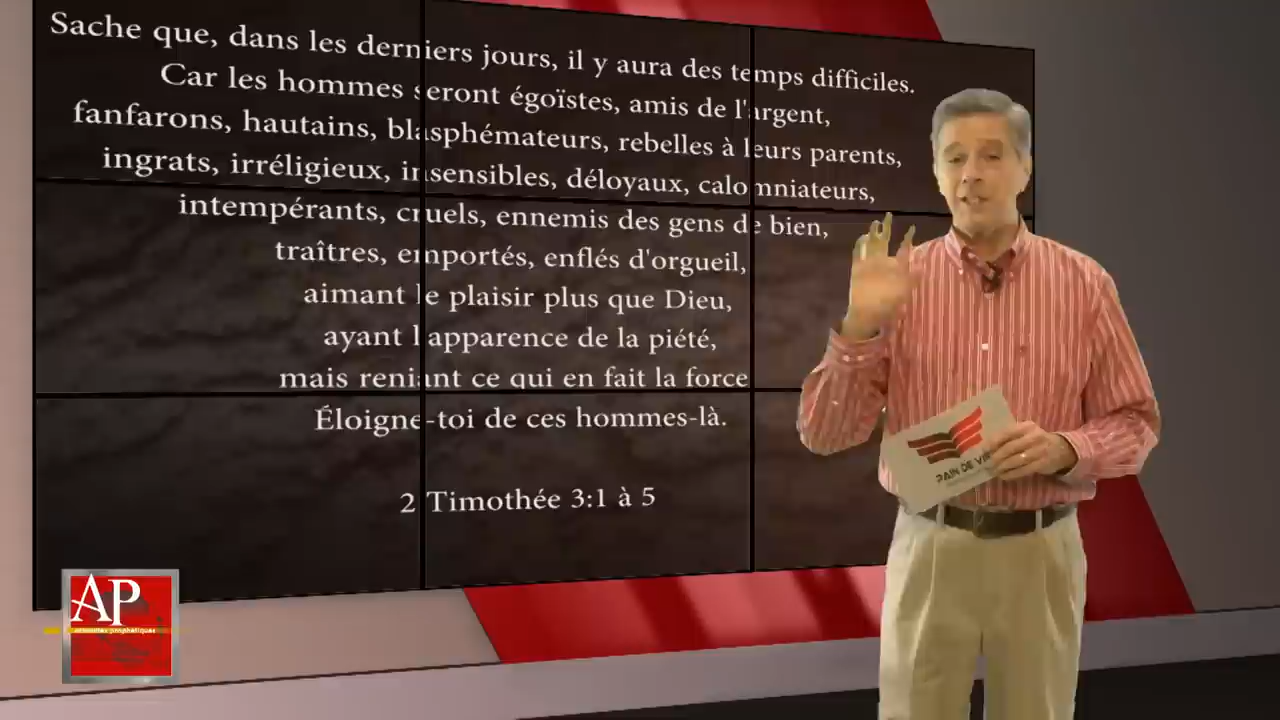 Sache que, dans les derniers jours, il y aura des temps difficiles.
Car les hommes seront égoïstes, amis de l'argent,
fanfarons, hautains, blasphémateurs, rebelles à leurs parents,
ingrats, irréligieux, insensibles, déloyaux, calomniateurs,
intempérants, cruels, ennemis des gens de bien,
traîtres, emportés, enflés d'orgueil,
aimant le plaisir plus que Dieu,
ayant l'apparence de la piété,
mais reniant ce qui en fait la force
Éloigne-toi de ces hommes-là.
2 Timothée 3:1 à 5
PAIN DE VIE
AP
actualités prophétiques